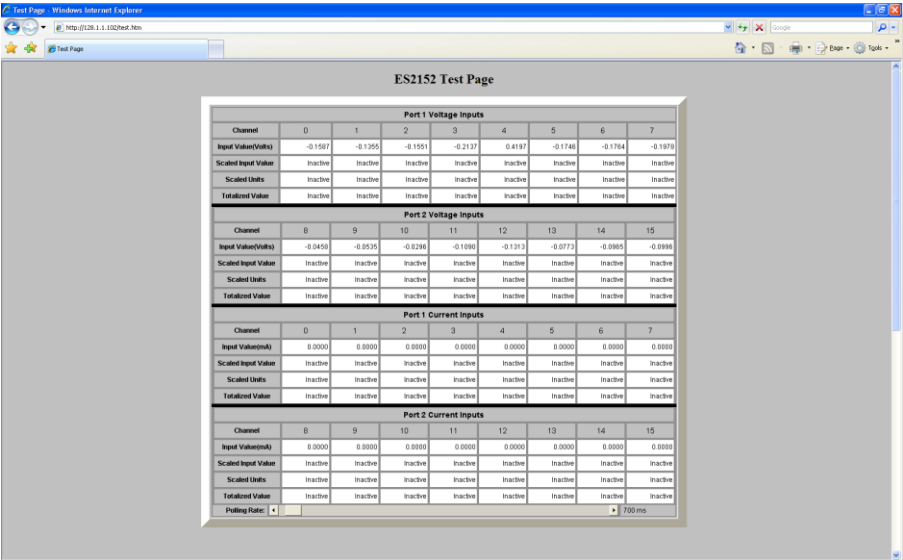 Test Page - Windows Internet Explorer
http://128.1.1.102/test.htm
Google
Test Page
Page
Tools
ES2152 Test Page
Port 1 Voltage Inputs
Channel 0 1 2 3 4 5 6 7
Input Value(Volts) -0.1587 -0.1355 -0.1551 -0.2137 0.4197 -0.1746 -0.1764 -0.1978
Scaled Input Value Inactive Inactive Inactive Inactive Inactive Inactive Inactive Inactive
Scaled Units Inactive Inactive Inactive Inactive Inactive Inactive Inactive Inactive
Totalized Value Inactive Inactive Inactive Inactive Inactive Inactive Inactive Inactive
Port 2 Voltage Inputs
Channel 8 9 10 11 12 13 14 15
Input Value(Volts) -0.0458 -0.0535 -0.0296 -0.1090 -0.1313 -0.0773 -0.0985 -0.0996
Scaled Input Value Inactive Inactive Inactive Inactive Inactive Inactive Inactive Inactive
Scaled Units Inactive Inactive Inactive Inactive Inactive Inactive Inactive Inactive
Totalized Value Inactive Inactive Inactive Inactive Inactive Inactive Inactive Inactive
Port 1 Current Inputs
Channel 0 1 2 3 4 5 6 7
Input Value(mA) 0.0000 0.0000 0.0000 0.0000 0.0000 0.0000 0.0000 0.0000
Scaled Input Value Inactive Inactive Inactive Inactive Inactive Inactive Inactive Inactive
Scaled Units Inactive Inactive Inactive Inactive Inactive Inactive Inactive Inactive
Totalized Value Inactive Inactive Inactive Inactive Inactive Inactive Inactive Inactive
Port 2 Current Inputs
Channel 8 9 10 11 12 13 14 15
Input Value(mA) 0.0000 0.0000 0.0000 0.0000 0.0000 0.0000 0.0000 0.0000
Scaled Input Value Inactive Inactive Inactive Inactive Inactive Inactive Inactive Inactive
Scaled Units Inactive Inactive Inactive Inactive Inactive Inactive Inactive Inactive
Totalized Value Inactive Inactive Inactive Inactive Inactive Inactive Inactive Inactive
Polling Rate: 700 ms